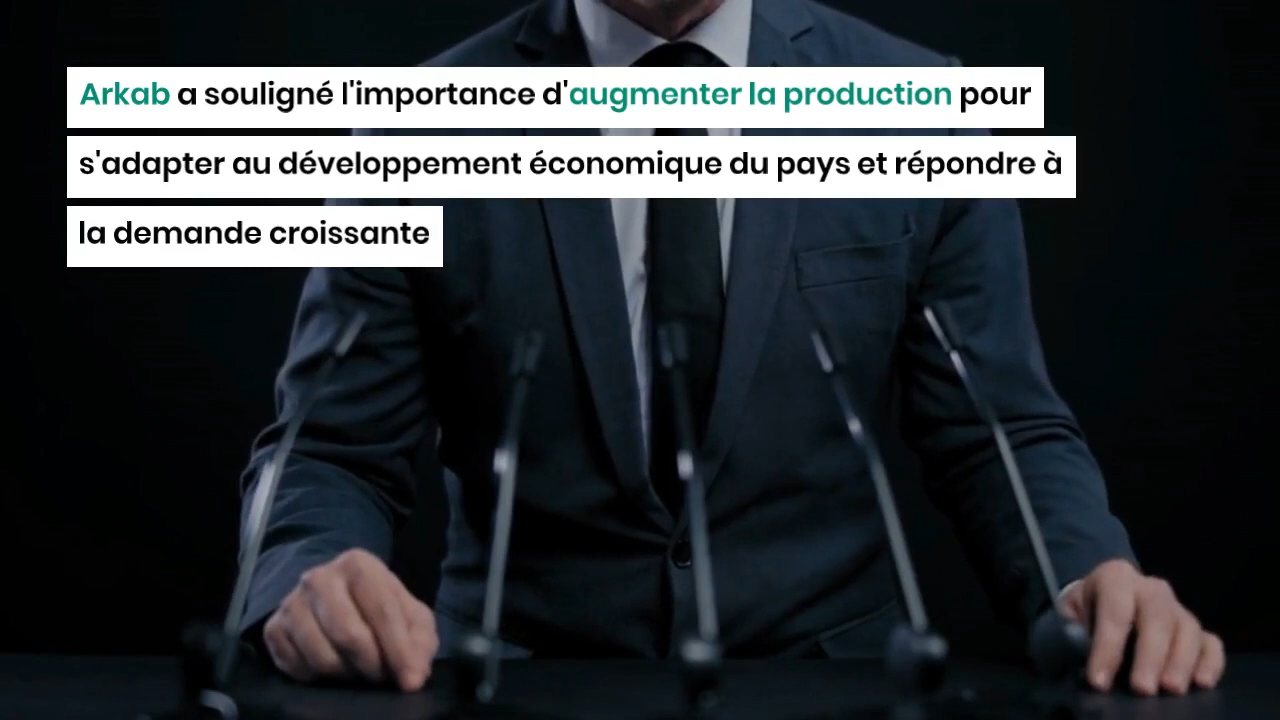 Arkab a souligné l'importance d'augmenter la production pour
s'adapter au développement économique du pays et répondre à
la demande croissante